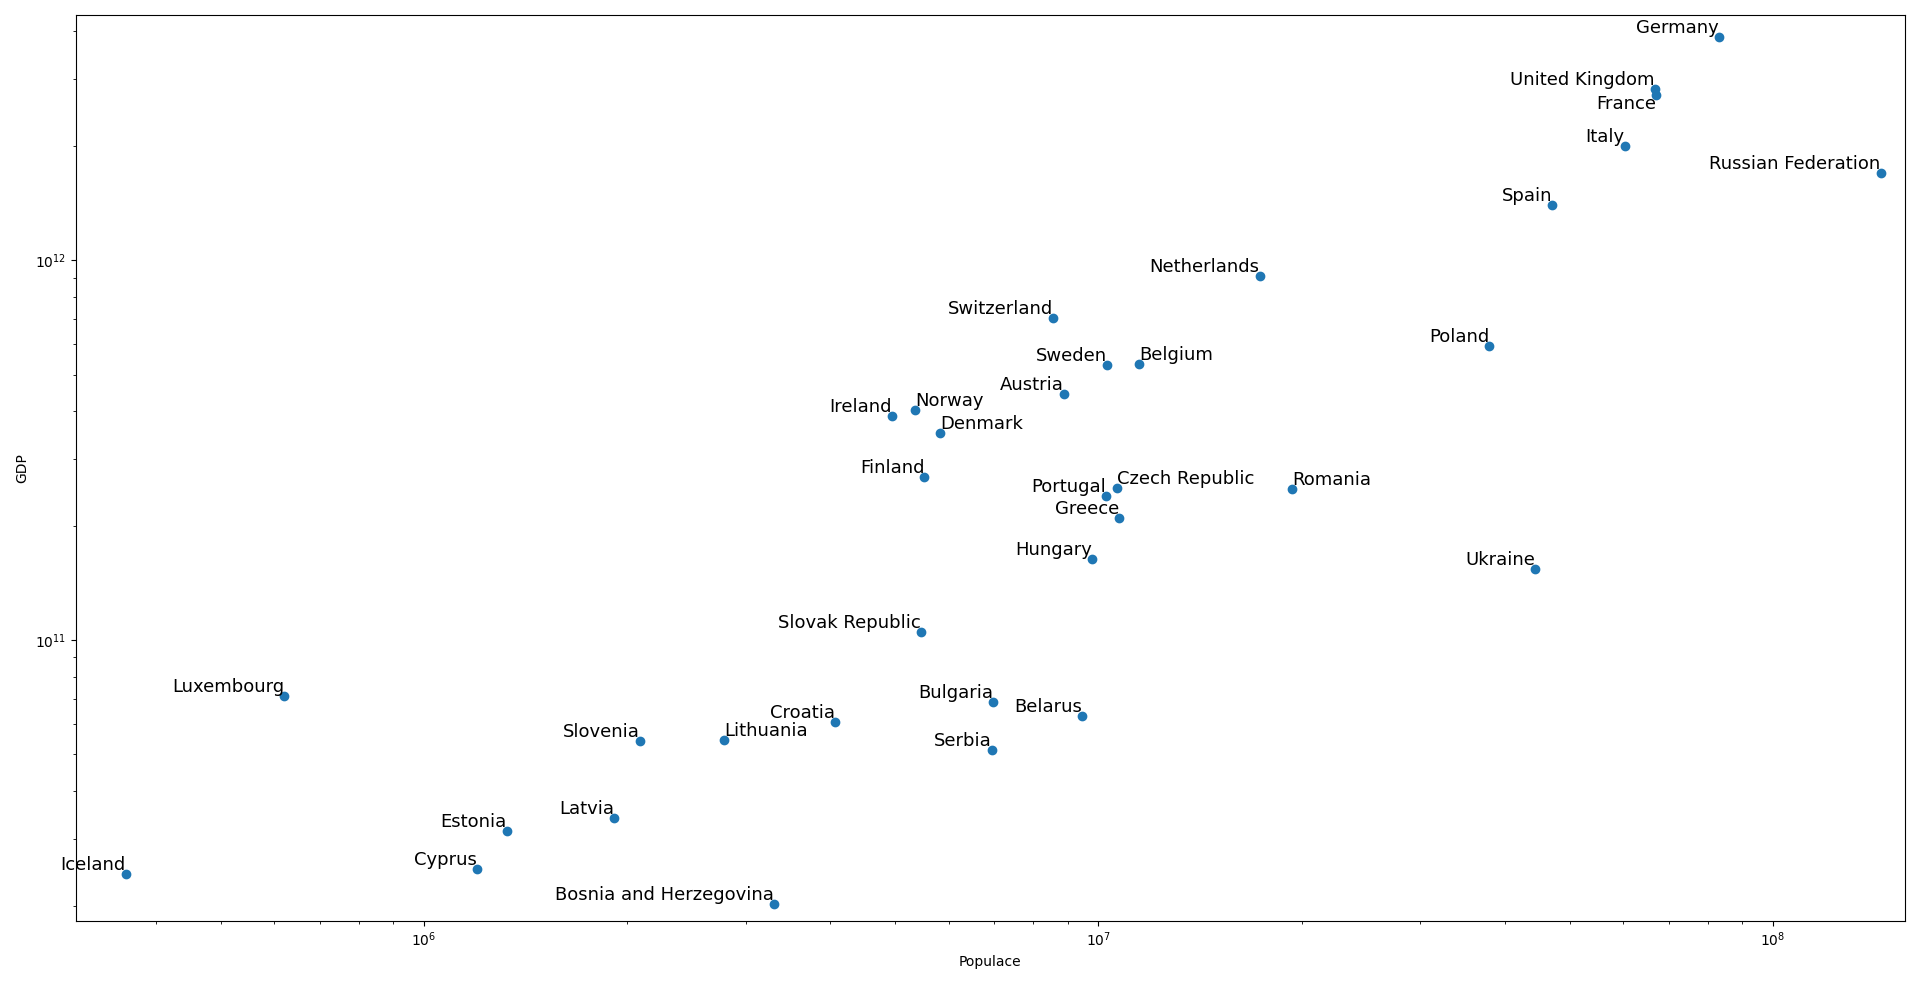 Germany
United Kingdom
France
Italy
Russian Federation
Spain
10¹²
Netherlands
Switzerland
Poland
Sweden
Belgium
Austria
Ireland
Norway
Denmark
GDP
Finland
Portugal
Czech Republic
Romania
Greece
Hungary
Ukraine
10¹¹
Slovak Republic
Luxembourg
Bulgaria
Belarus
Croatia
Slovenia
Lithuania
Serbia
Latvia
Estonia
Cyprus
Iceland
Bosnia and Herzegovina
10⁶
10⁷
10⁸
Populace